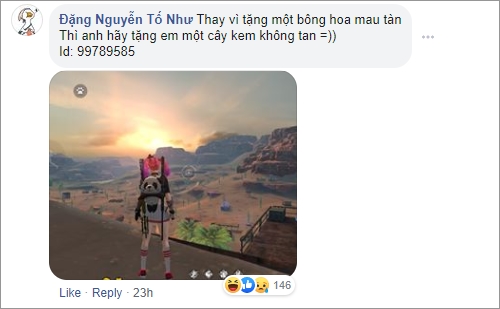 Đặng Nguyễn Tố Như Thay vì tặng một bông hoa mau tàn
Thì anh hãy tặng em một cây kem không tan =))
Id: 99789585
Like · Reply · 23h
146